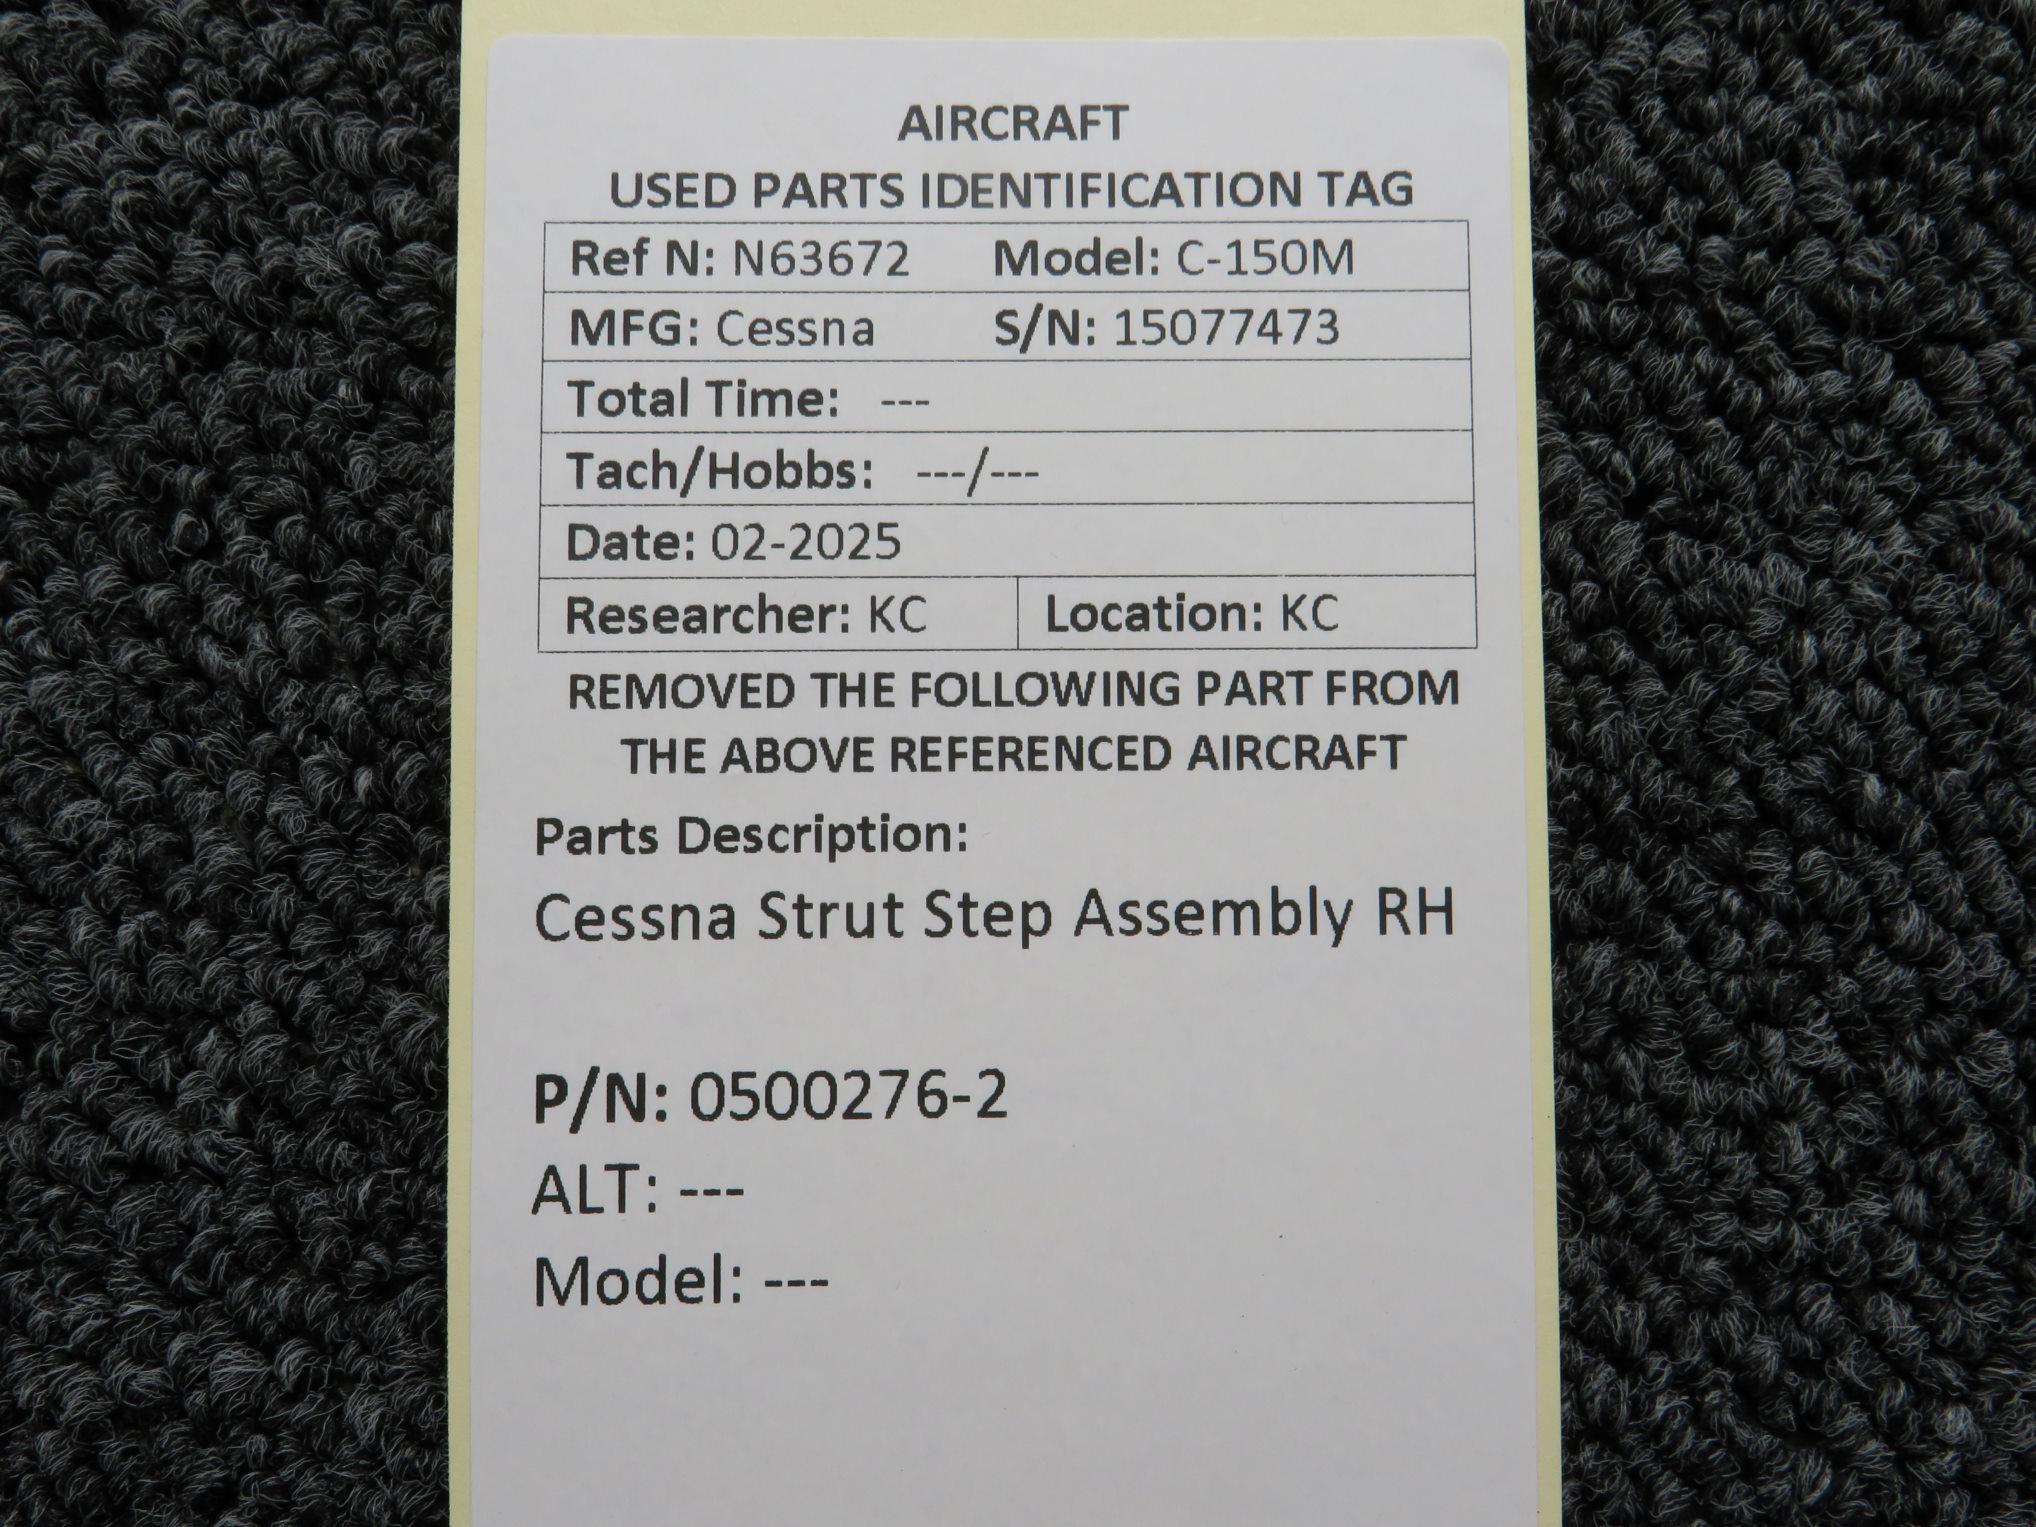 AIRCRAFT
USED PARTS IDENTIFICATION TAG
Ref N: N63672 Model: C-150M
MFG: Cessna S/N: 15077473
Total Time: ---
Tach/Hobbs: ---/---
Date: 02-2025
Researcher: KC Location: KC
REMOVED THE FOLLOWING PART FROM
THE ABOVE REFERENCED AIRCRAFT
Parts Description:
Cessna Strut Step Assembly RH
P/N: 0500276-2
ALT: ---
Model: ---